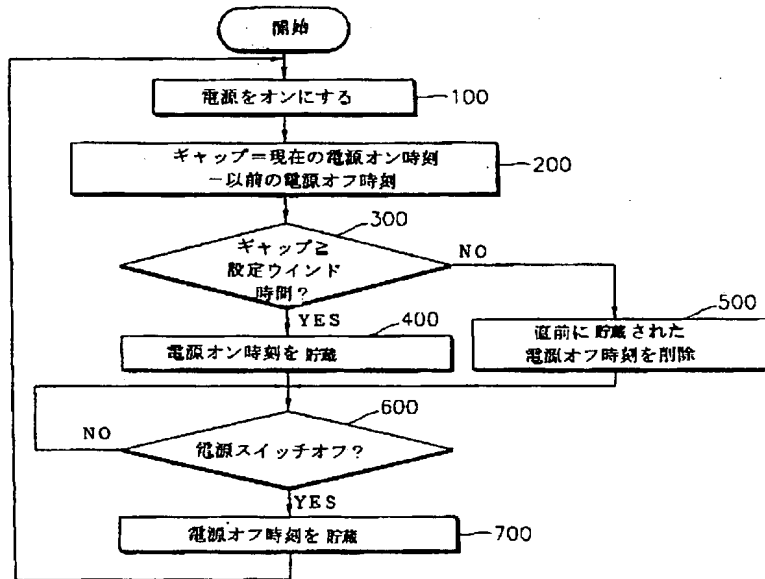 開始
電源をオンにする
100
ギャップ＝現在の電源オン時刻
－以前の電源オフ時刻
200
300
ギャップ≧
設定ウインド
時間？
NO
YES
400
電源オン時刻を貯蔵
500
直前に貯蔵された
電源オフ時刻を削除
600
NO
電源スイッチオフ？
YES
電源オフ時刻を貯蔵
700